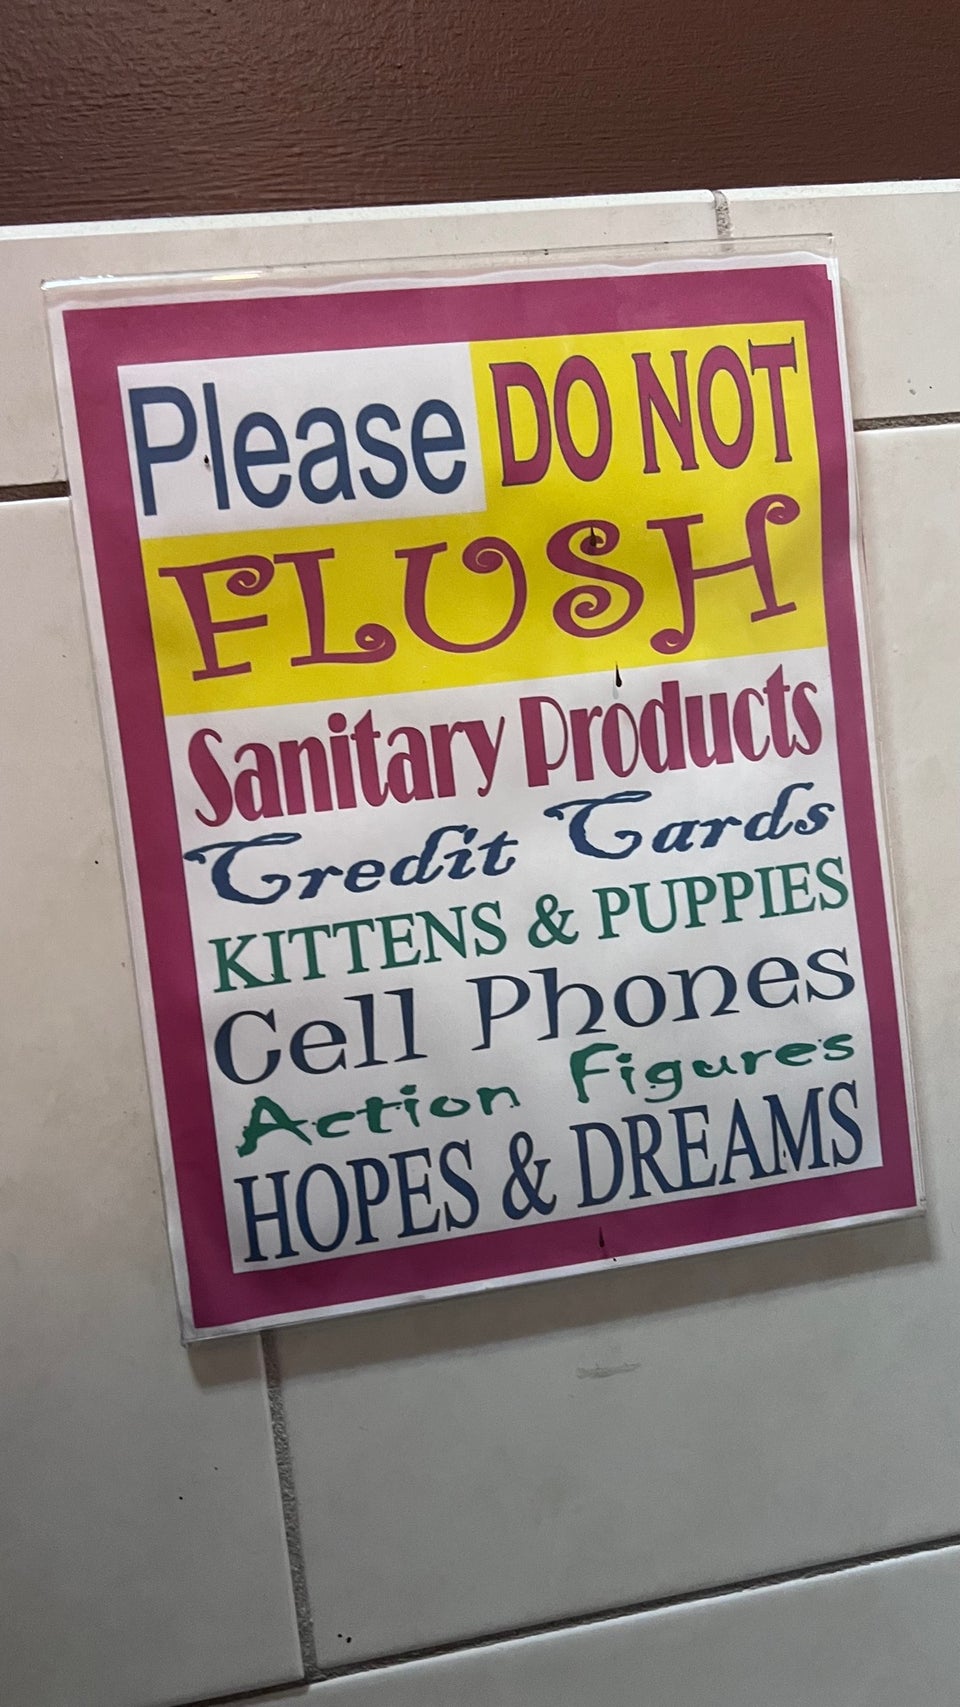 Please DO NOT
FLUSH
Sanitary Products
Credit Cards
KITTENS & PUPPIES
Cell Phones
Action Figures
HOPES & DREAMS